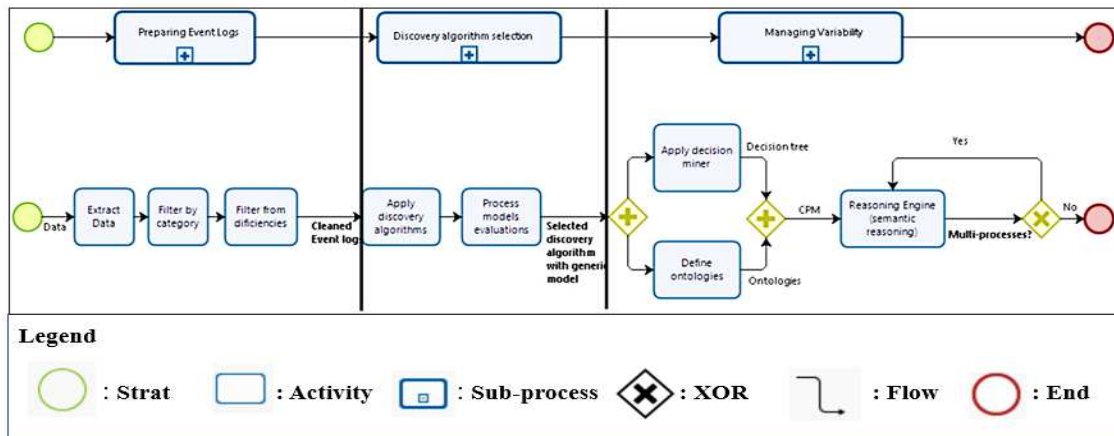 Preparing Event Logs
Discovery algorithm selection
Managing Variability
Data
Extract
Data
Filter by
category
Filter from
dificiencies
Cleaned
Event logs
Apply
discovery
algorithms
Process
models
evaluations
Selected
discovery
algorithm
with generic
model
Apply decision
miner
Decision tree
Define
ontologies
Ontologies
CPM
Reasoning Engine
(semantic
reasoning)
Yes
Multi-processes?
No
Legend
: Strat
: Activity
: Sub-process
: XOR
: Flow
: End